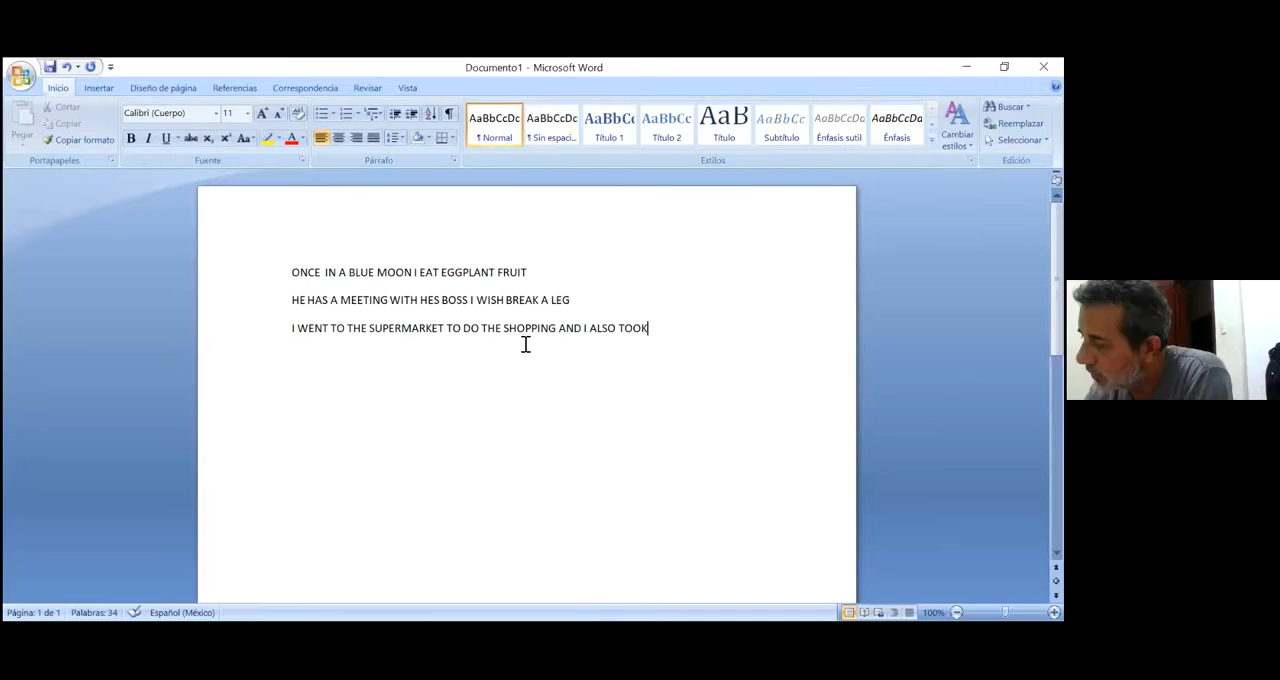 Documento1 - Microsoft Word
Inicio Insertar Diseño de página Referencias Correspondencia Revisar Vista
Pegar
Cortar
Copiar
Copiar formato
Portapapeles
Calibri (Cuerpo) 11
Fuente
Párrafo
AaBbCcDc AaBbCcDc AaBbCc AaBbCc AaB AaBbCc AaBbCcDa AaBbCcDa
¶ Normal ¶ Sin espaci... Título 1 Título 2 Título Subtítulo Énfasis sutil Énfasis
Cambiar estilos
Estilos
Buscar
Reemplazar
Seleccionar
Edición
ONCE IN A BLUE MOON I EAT EGGPLANT FRUIT
HE HAS A MEETING WITH HES BOSS I WISH BREAK A LEG
I WENT TO THE SUPERMARKET TO DO THE SHOPPING AND I ALSO TOOK
Página: 1 de 1 Palabras: 34 Español (México) 100%